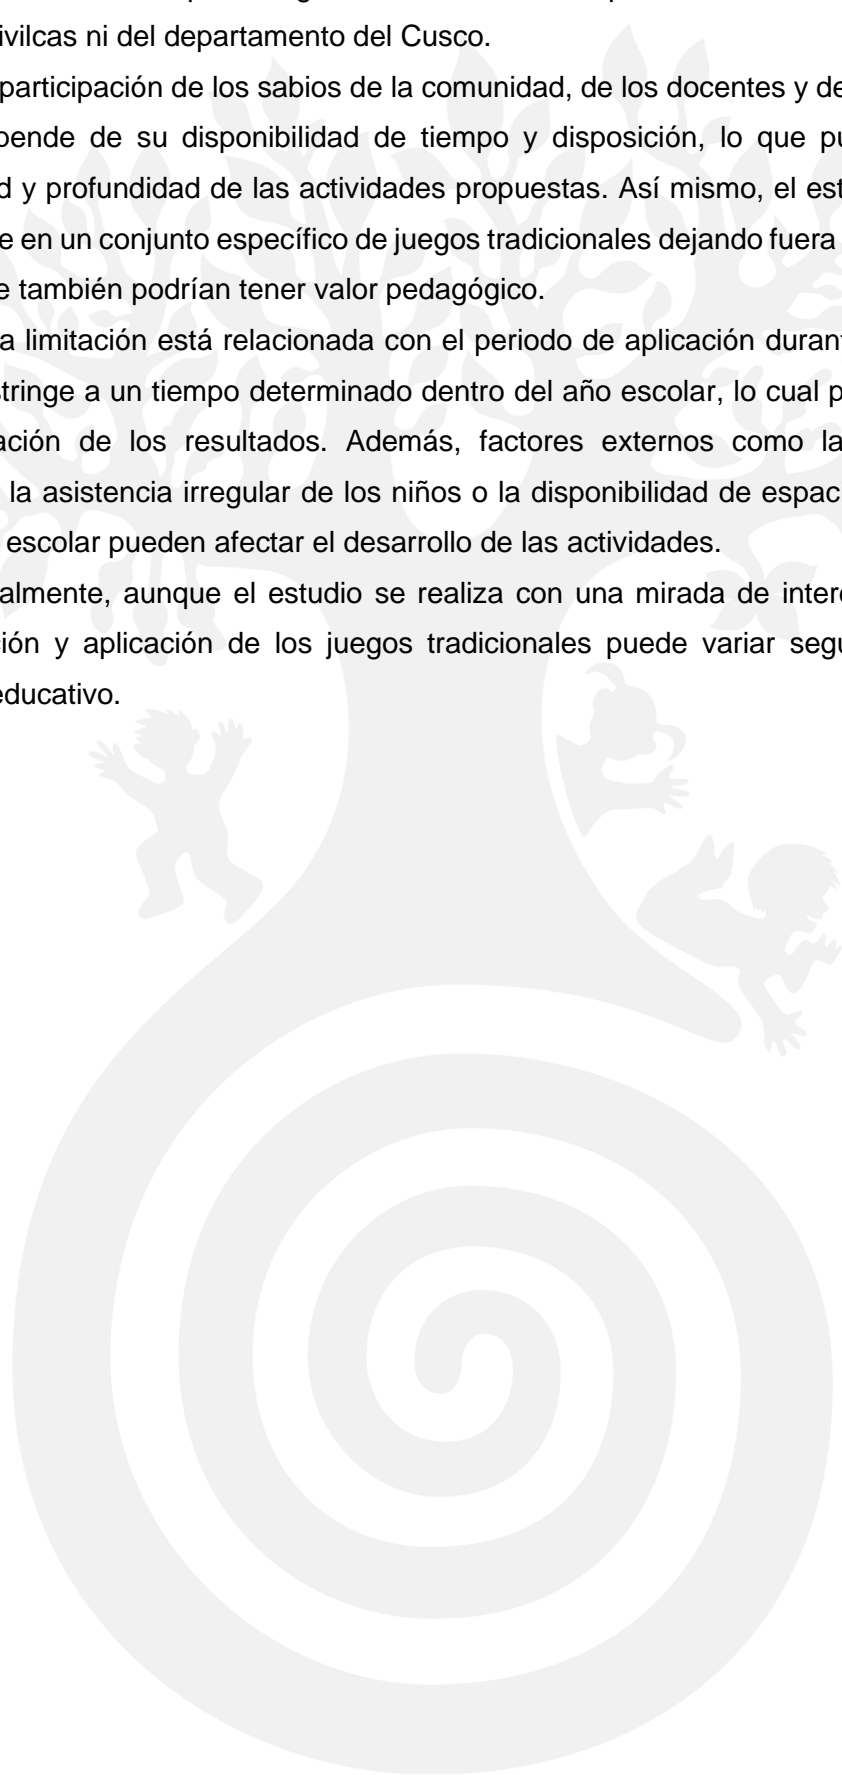 ivilcas ni del departamento del Cusco.
participación de los sabios de la comunidad, de los docentes y de
pende de su disponibilidad de tiempo y disposición, lo que pu
d y profundidad de las actividades propuestas. Así mismo, el est
e en un conjunto específico de juegos tradicionales dejando fuera
e también podrían tener valor pedagógico.
a limitación está relacionada con el periodo de aplicación duran
stringe a un tiempo determinado dentro del año escolar, lo cual p
ación de los resultados. Además, factores externos como la
la asistencia irregular de los niños o la disponibilidad de espac
escolar pueden afectar el desarrollo de las actividades.
almente, aunque el estudio se realiza con una mirada de inter
ión y aplicación de los juegos tradicionales puede variar segu
educativo.